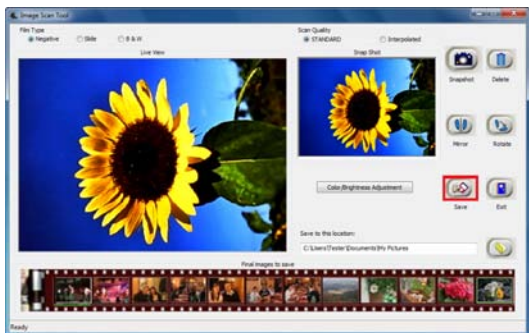 Image Scan Tool
Film Type
Negative
Slide
B & W
Scan Quality
STANDARD
Interpolated
Live View
Snap Shot
Snapshot
Delete
Mirror
Rotate
Color/Brightness Adjustment
Save
Exit
Save to this location:
C:\Users\Tester\Documents\My Pictures
Final images to save
Ready